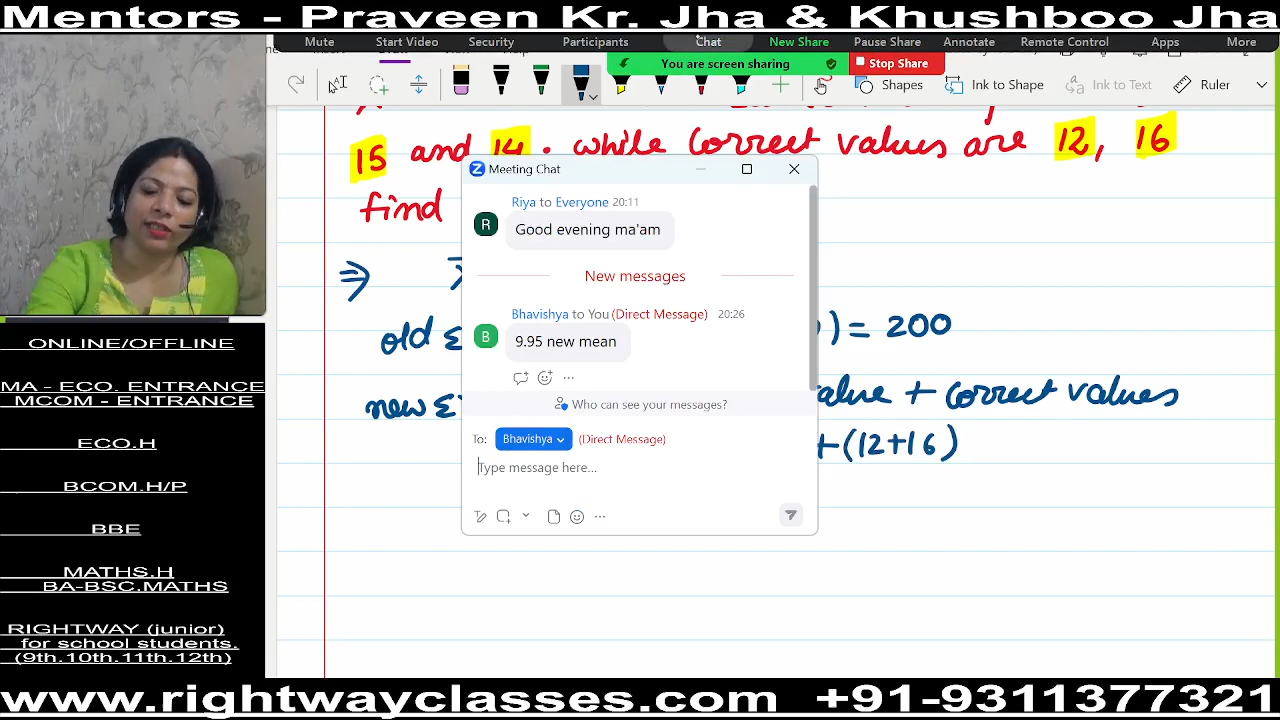 Mentors - Praveen Kr. Jha & Khushboo Jha
Mute Start Video Security Participants Chat New Share Pause Share Annotate Remote Control Apps More
You are screen sharing Stop Share
Shapes Ink to Shape Ink to Text Ruler
15 and 14 . while correct values are 12, 16
find
⇒
old Σ ) = 200
new Σ value + correct values
+(12+16)
Meeting Chat
Riya to Everyone 20:11
R
Good evening ma'am
New messages
Bhavishya to You (Direct Message) 20:26
B
9.95 new mean
Who can see your messages?
To: Bhavishya (Direct Message)
Type message here...
ONLINE/OFFLINE
MA - ECO. ENTRANCE
MCOM - ENTRANCE
ECO.H
BCOM.H/P
BBE
MATHS.H
BA-BSC.MATHS
RIGHTWAY (junior)
for school students.
(9th.10th.11th.12th)
www.rightwayclasses.com +91-9311377321